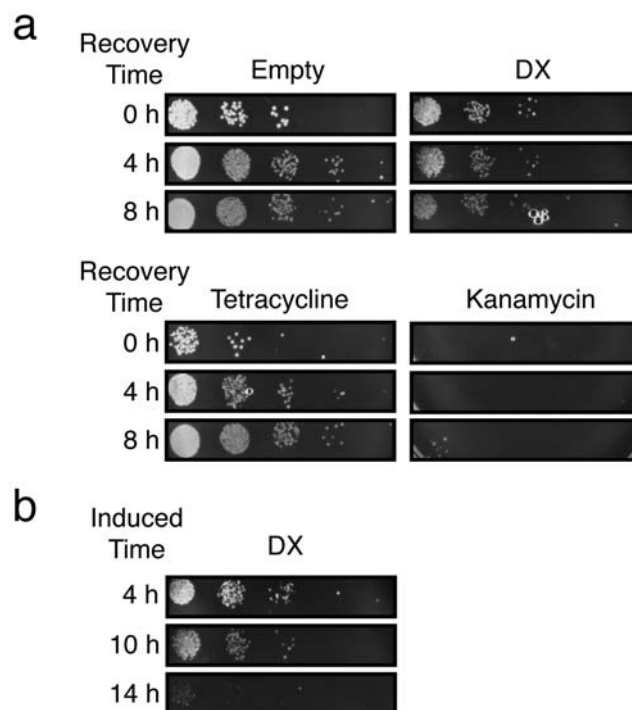 a
Recovery
Time
Empty
DX
0 h
4 h
8 h
Recovery
Time
Tetracycline
Kanamycin
0 h
4 h
8 h
b
Induced
Time
DX
4 h
10 h
14 h